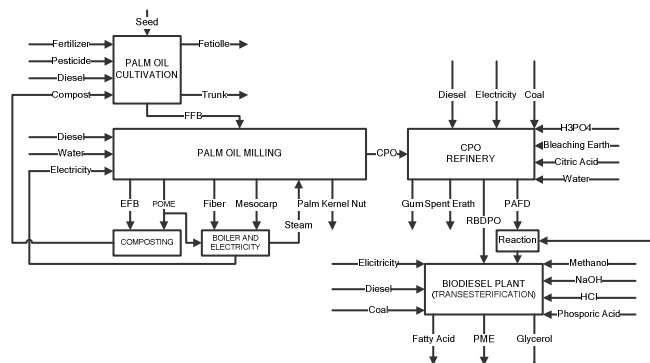 Seed
Fertilizer
Fetiolle
Pesticide
PALM OIL
CULTIVATION
Diesel
Compost
Trunk
FFB
Diesel
Electricity
Coal
Diesel
Water
Electricity
PALM OIL MILLING
CPO
CPO
REFINERY
H3PO4
Bleaching Earth
Citric Acid
Water
EFB
POME
Fiber
Mesocarp
Palm Kernel Nut
Steam
Gum
Spent Erath
RBDPO
PAFD
COMPOSTING
BOILER AND
ELECTRICITY
Reaction
Elicitricity
Diesel
Coal
BIODIESEL PLANT
(TRANSESTERIFICATION)
Methanol
NaOH
HCl
Phosporic Acid
Fatty Acid
PME
Glycerol